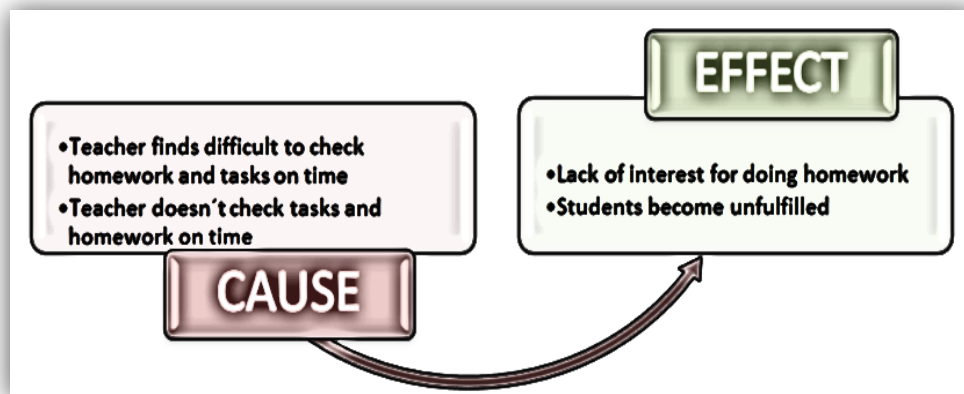 •Teacher finds difficult to check
homework and tasks on time
•Teacher doesn´t check tasks and
homework on time
CAUSE
EFFECT
•Lack of interest for doing homework
•Students become unfulfilled